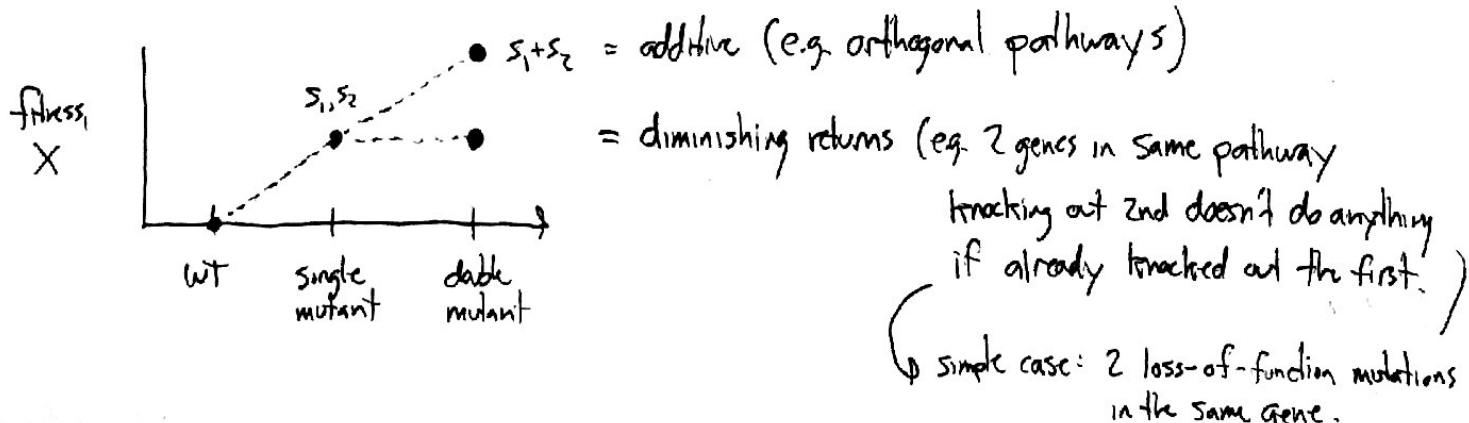 s₁+s₂ = additive (e.g. orthogonal pathways)
s₁,s₂
fitness,
X
= diminishing returns (e.g. 2 genes in same pathway
knocking out 2nd doesn't do anything
if already knocked out the first.)
WT
single
mutant
double
mutant
simple case: 2 loss-of-function mutations
in the same gene.